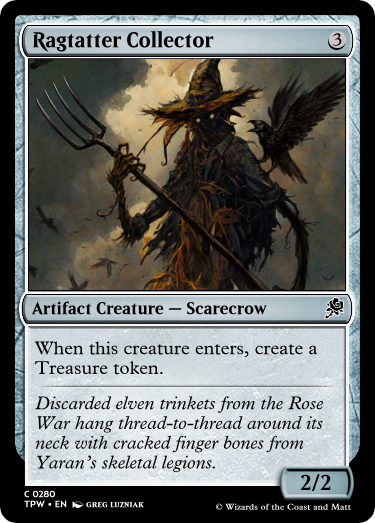 Ragtatter Collector 3
Artifact Creature — Scarecrow
When this creature enters, create a
Treasure token.
Discarded elven trinkets from the Rose
War hang thread-to-thread around its
neck with cracked finger bones from
Yaran's skeletal legions.
2/2
C 0280
TPW • EN GREG LUZNIAK
© Wizards of the Coast and Matt